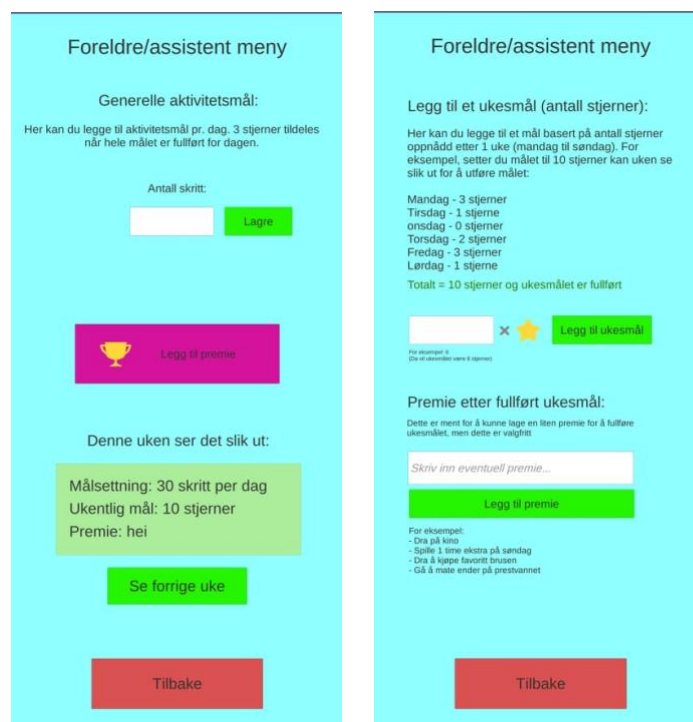 Foreldre/assistent meny
Generelle aktivitetsmål:
Her kan du legge til aktivitetsmål pr. dag. 3 stjerner tildeles
når hele målet er fullført for dagen.
Antall skritt:
Lagre
Legg til premie
Denne uken ser det slik ut:
Målsettning: 30 skritt per dag
Ukentlig mål: 10 stjerner
Premie: hei
Se forrige uke
Tilbake
Foreldre/assistent meny
Legg til et ukesmål (antall stjerner):
Her kan du legge til et mål basert på antall stjerner
oppnådd etter 1 uke (mandag til søndag). For
eksempel, setter du målet til 10 stjerner kan uken se
slik ut for å utføre målet:
Mandag - 3 stjerner
Tirsdag - 1 stjerne
onsdag - 0 stjerner
Torsdag - 2 stjerner
Fredag - 3 stjerner
Lørdag - 1 stjerne
Totalt = 10 stjerner og ukesmålet er fullført
× Legg til ukesmål
For eksempel: 6
(Da vil ukesmålet være 6 stjerner)
Premie etter fullført ukesmål:
Dette er ment for å kunne lage en liten premie for å fullføre
ukesmålet, men dette er valgfritt
Skriv inn eventuell premie...
Legg til premie
For eksempel:
- Dra på kino
- Spille 1 time ekstra på søndag
- Dra å kjøpe favoritt brusen
- Gå å mate ender på prestvannet
Tilbake